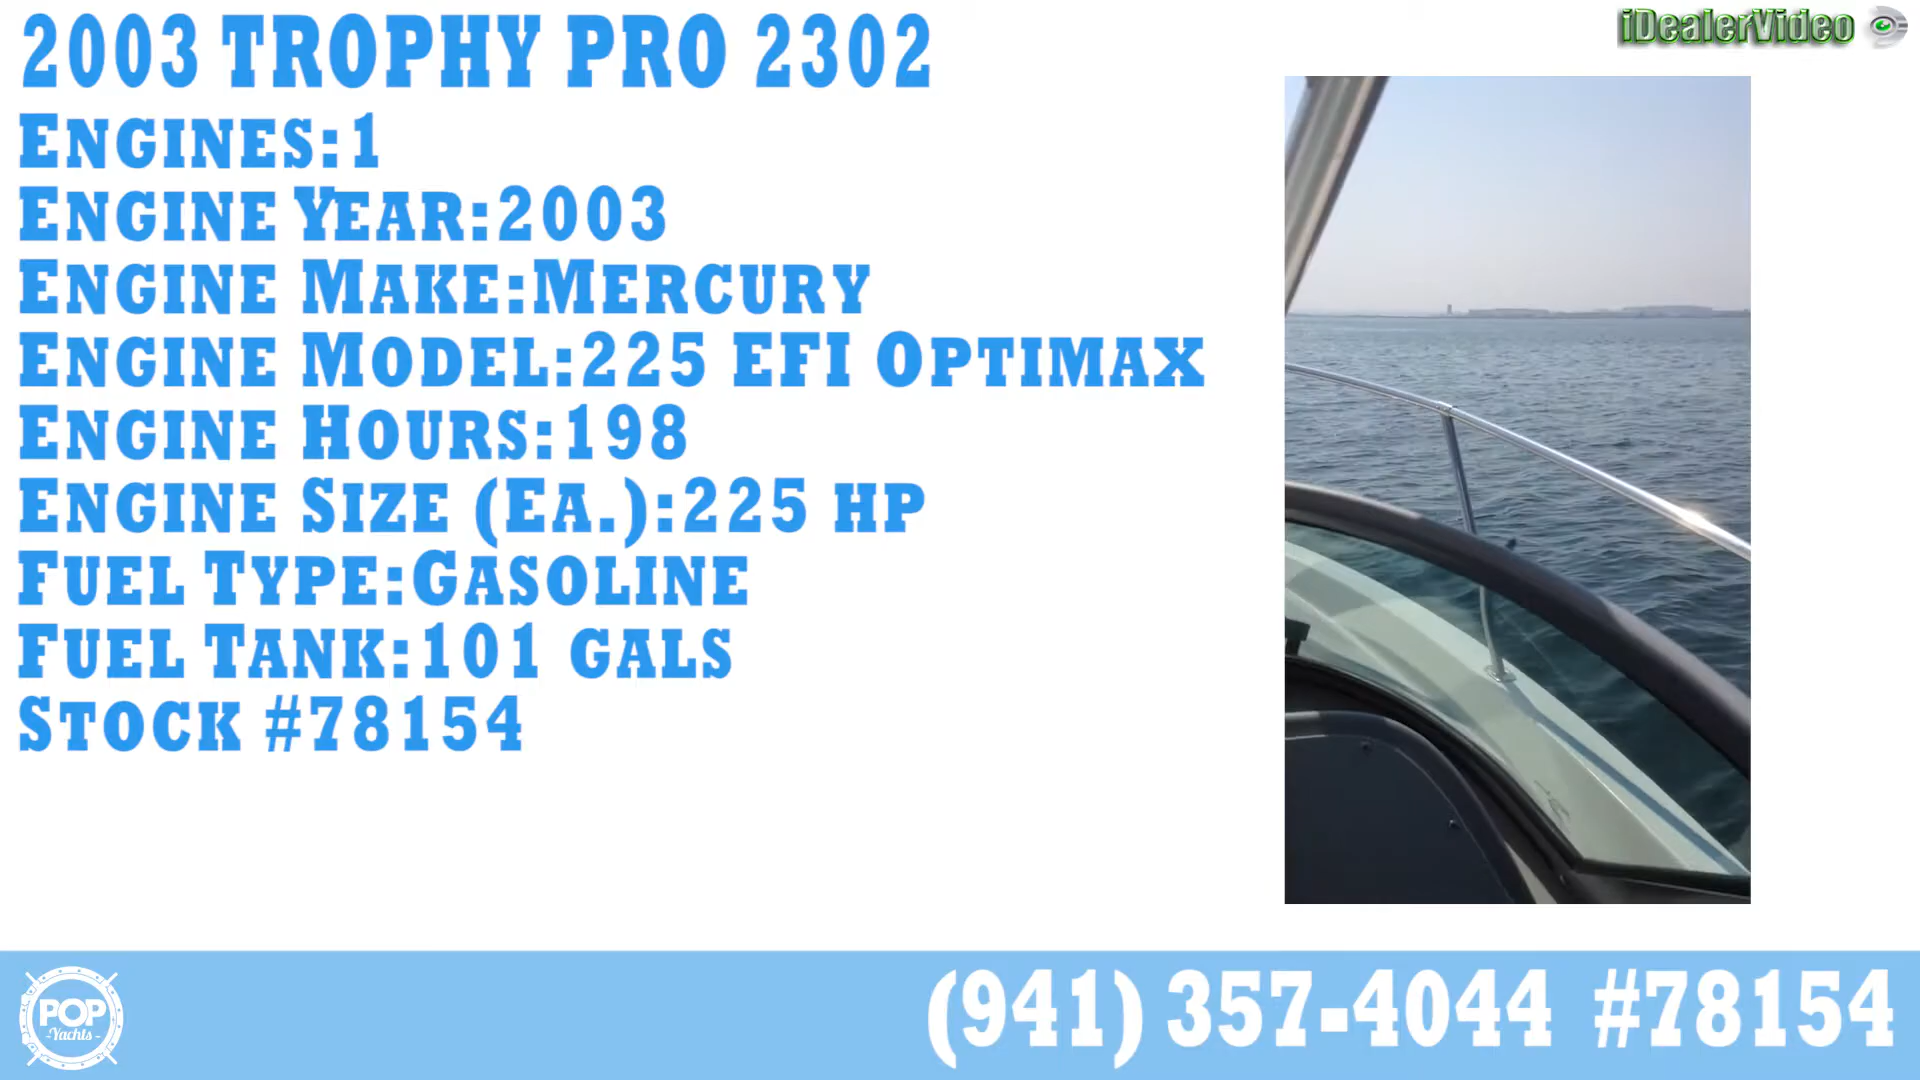 2003 TROPHY PRO 2302
iDealerVideo
ENGINES:1
ENGINE YEAR:2003
ENGINE MAKE:MERCURY
ENGINE MODEL:225 EFI OPTIMAX
ENGINE HOURS:198
ENGINE SIZE (EA.):225 HP
FUEL TYPE:GASOLINE
FUEL TANK:101 GALS
STOCK #78154
POP
-Yachts-
(941) 357-4044 #78154